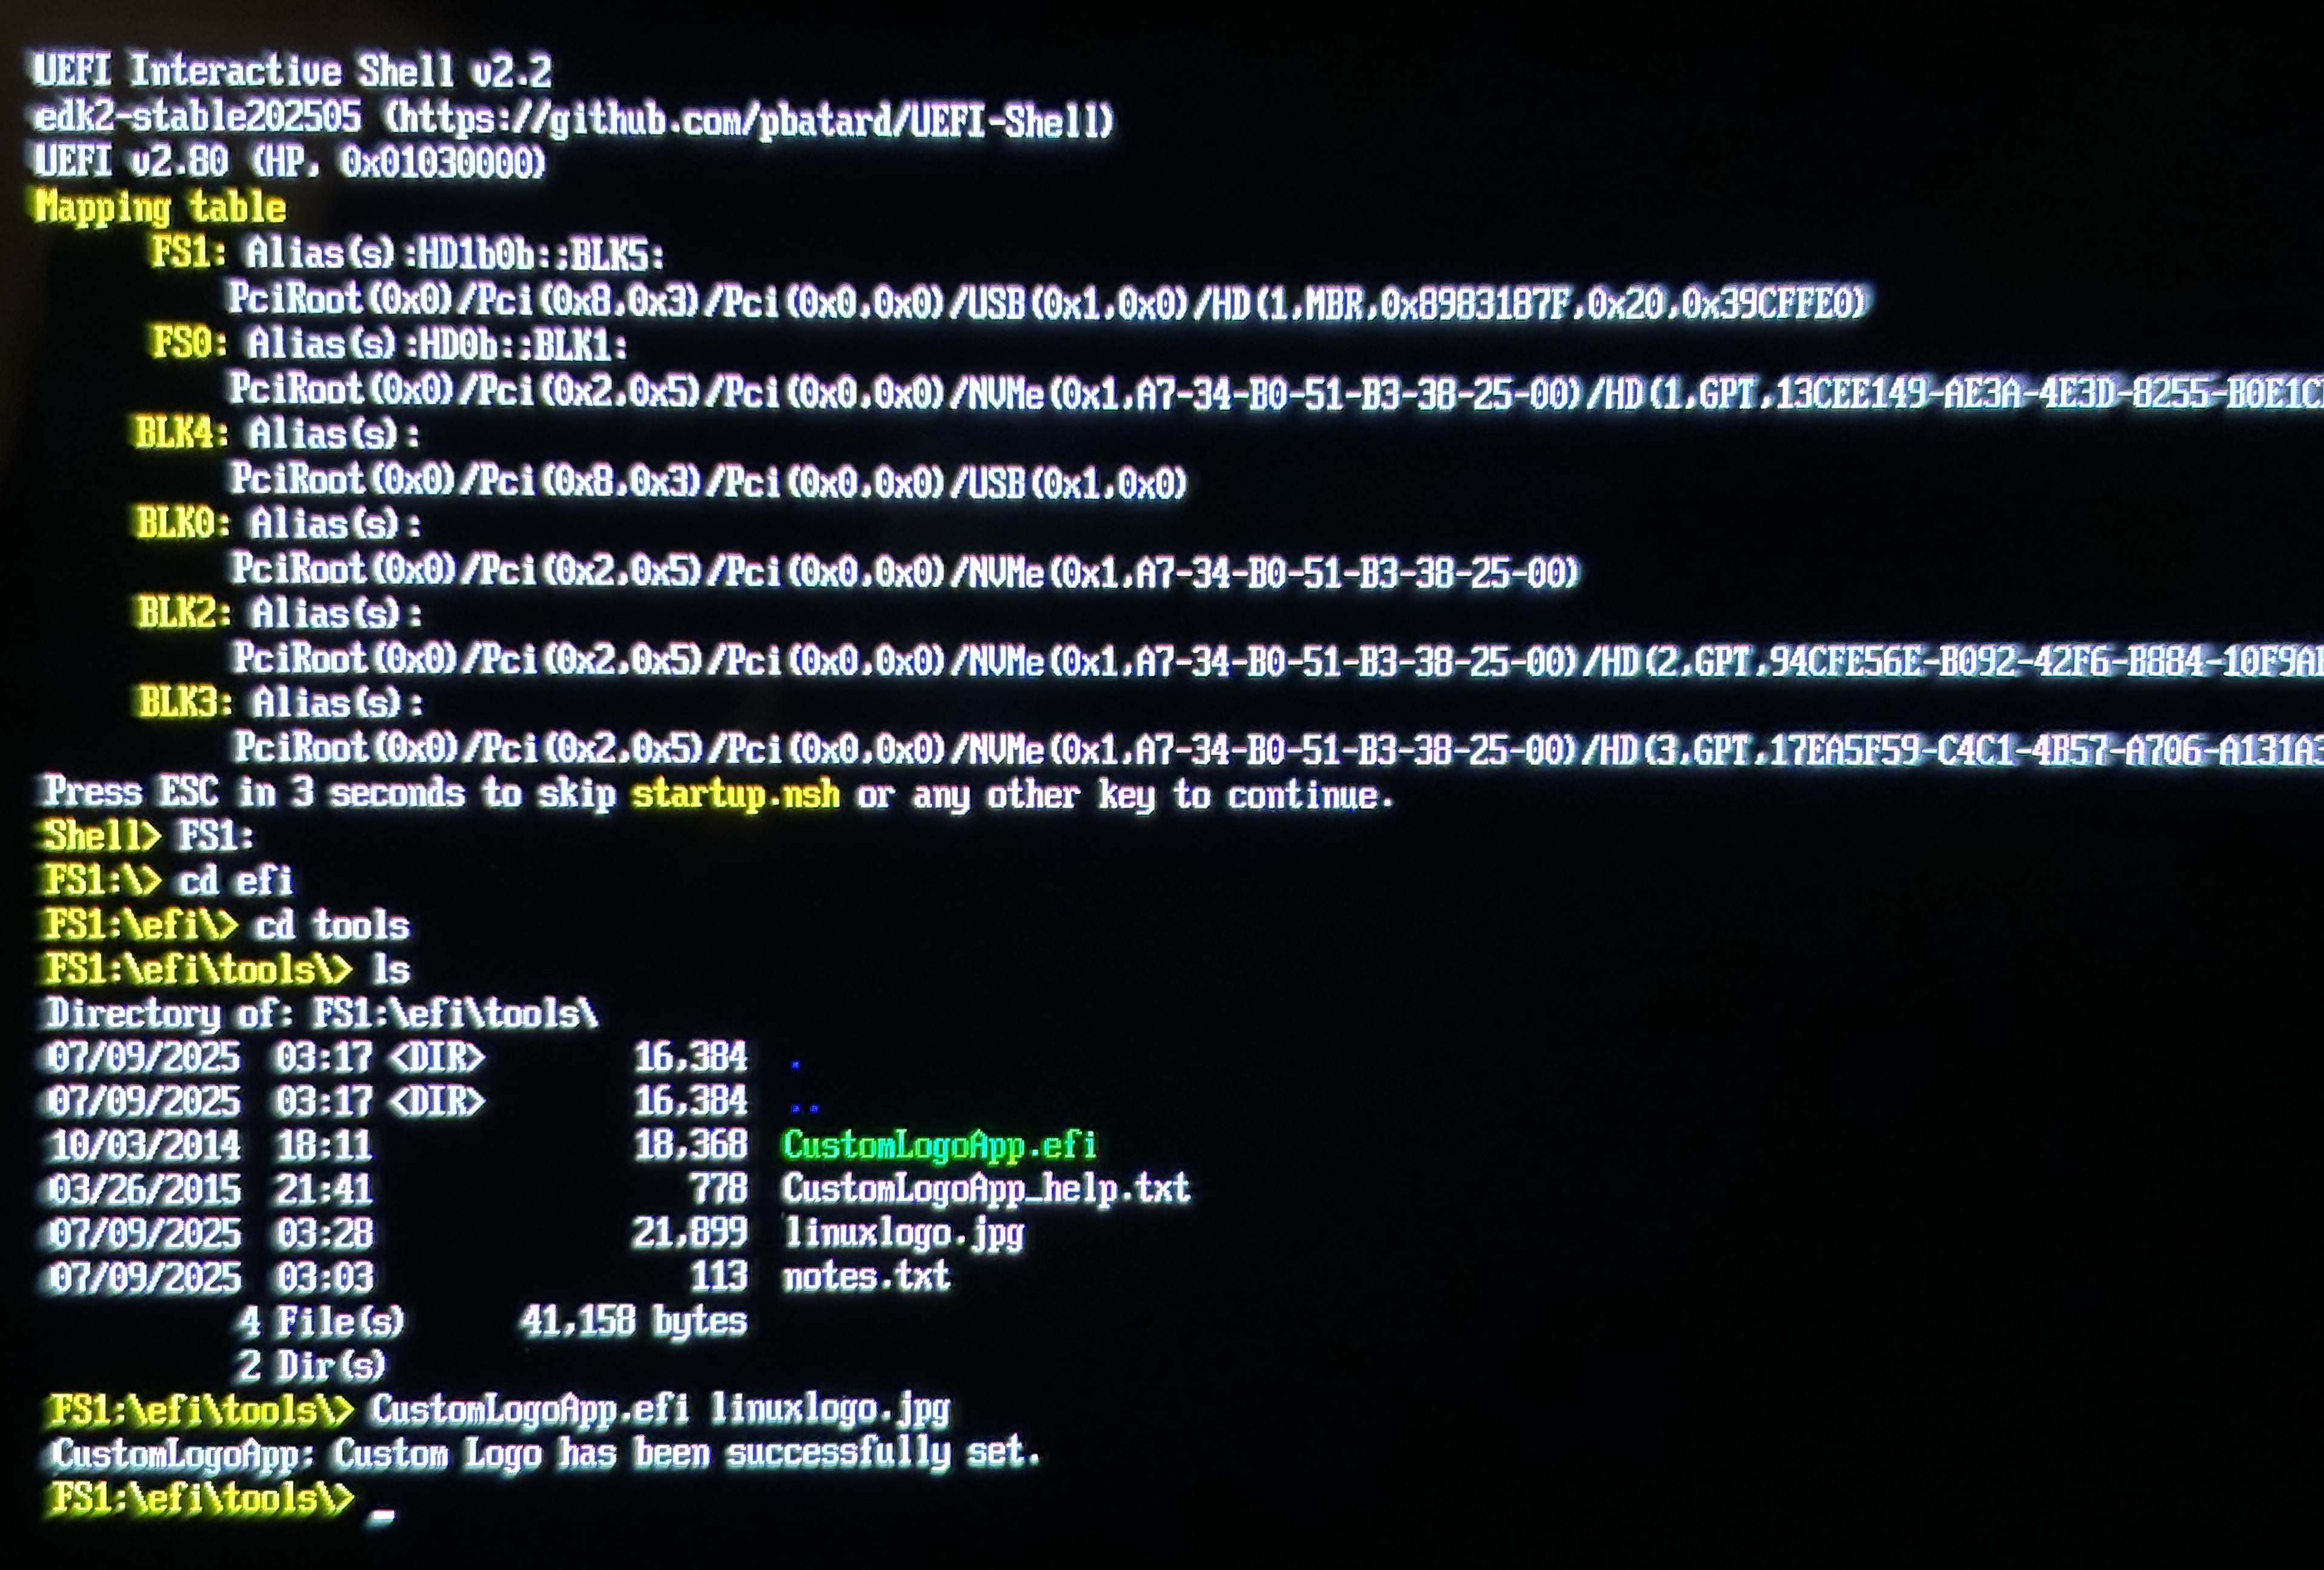 UEFI Interactive Shell v2.2
edk2-stable202505 (https://github.com/pbatard/UEFI-Shell)
UEFI v2.80 (HP, 0x01030000)
Mapping table
FS1: Alias(s):HD1b0b:;BLK5:
PciRoot(0x0)/Pci(0x8,0x3)/Pci(0x0,0x0)/USB(0x1,0x0)/HD(1,MBR,0x8983187F,0x20,0x39CFFE0)
FS0: Alias(s):HD0b:;BLK1:
PciRoot(0x0)/Pci(0x2,0x5)/Pci(0x0,0x0)/NVMe(0x1,A7-34-B0-51-B3-38-25-00)/HD(1,GPT,13CEE149-AE3A-4E3D-8255-B0E1C
BLK4: Alias(s):
PciRoot(0x0)/Pci(0x8,0x3)/Pci(0x0,0x0)/USB(0x1,0x0)
BLK0: Alias(s):
PciRoot(0x0)/Pci(0x2,0x5)/Pci(0x0,0x0)/NVMe(0x1,A7-34-B0-51-B3-38-25-00)
BLK2: Alias(s):
PciRoot(0x0)/Pci(0x2,0x5)/Pci(0x0,0x0)/NVMe(0x1,A7-34-B0-51-B3-38-25-00)/HD(2,GPT,94CFE56E-B092-42F6-B884-10F9A
BLK3: Alias(s):
PciRoot(0x0)/Pci(0x2,0x5)/Pci(0x0,0x0)/NVMe(0x1,A7-34-B0-51-B3-38-25-00)/HD(3,GPT,17EA5F59-C4C1-4B57-A706-A131A
Press ESC in 3 seconds to skip startup.nsh or any other key to continue.
Shell> FS1:
FS1:\> cd efi
FS1:\efi\> cd tools
FS1:\efi\tools\> ls
Directory of: FS1:\efi\tools\
07/09/2025 03:17 <DIR> 16,384 .
07/09/2025 03:17 <DIR> 16,384 ..
10/03/2014 18:11 18,368 CustomLogoApp.efi
03/26/2015 21:41 778 CustomLogoApp_help.txt
07/09/2025 03:28 21,899 linuxlogo.jpg
07/09/2025 03:03 113 notes.txt
4 File(s) 41,158 bytes
2 Dir(s)
FS1:\efi\tools\> CustomLogoApp.efi linuxlogo.jpg
CustomLogoApp: Custom Logo has been successfully set.
FS1:\efi\tools\> _